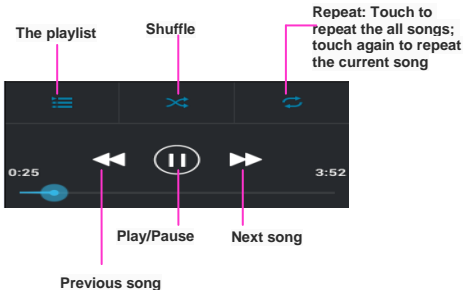 Repeat: Touch to
repeat the all songs;
touch again to repeat
the current song
The playlist
Shuffle
0:25
3:52
Play/Pause
Next song
Previous song